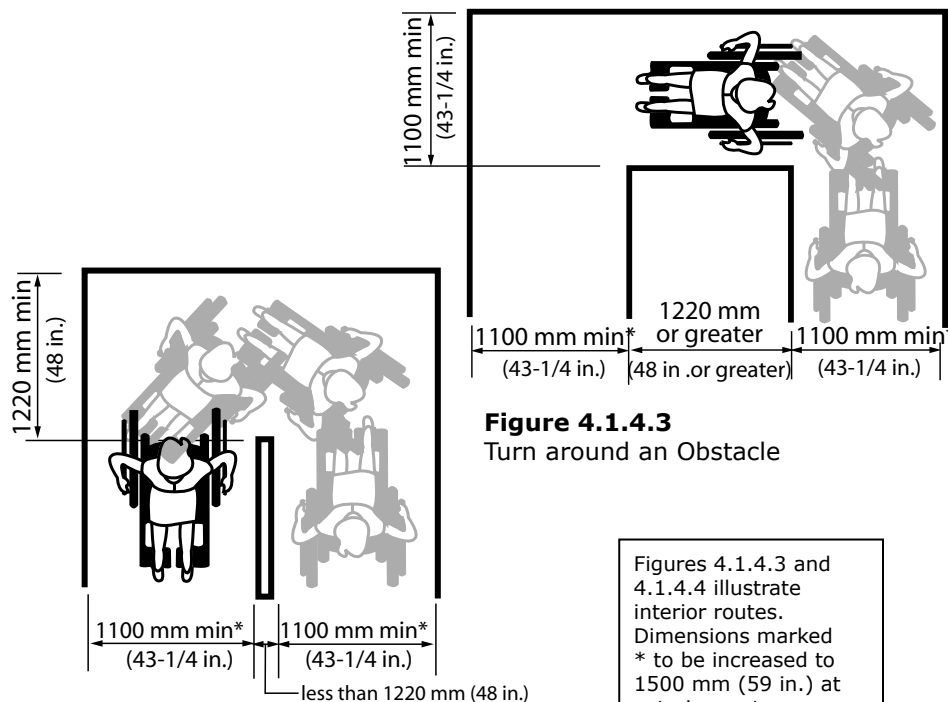 1100 mm min
(43-1/4 in.)
1100 mm min*
(43-1/4 in.)
1220 mm
or greater
(48 in .or greater)
1100 mm min*
(43-1/4 in.)
Figure 4.1.4.3
Turn around an Obstacle
1220 mm min
(48 in.)
1100 mm min*
(43-1/4 in.)
1100 mm min*
(43-1/4 in.)
less than 1220 mm (48 in.)
Figures 4.1.4.3 and
4.1.4.4 illustrate
interior routes.
Dimensions marked
* to be increased to
1500 mm (59 in.) at